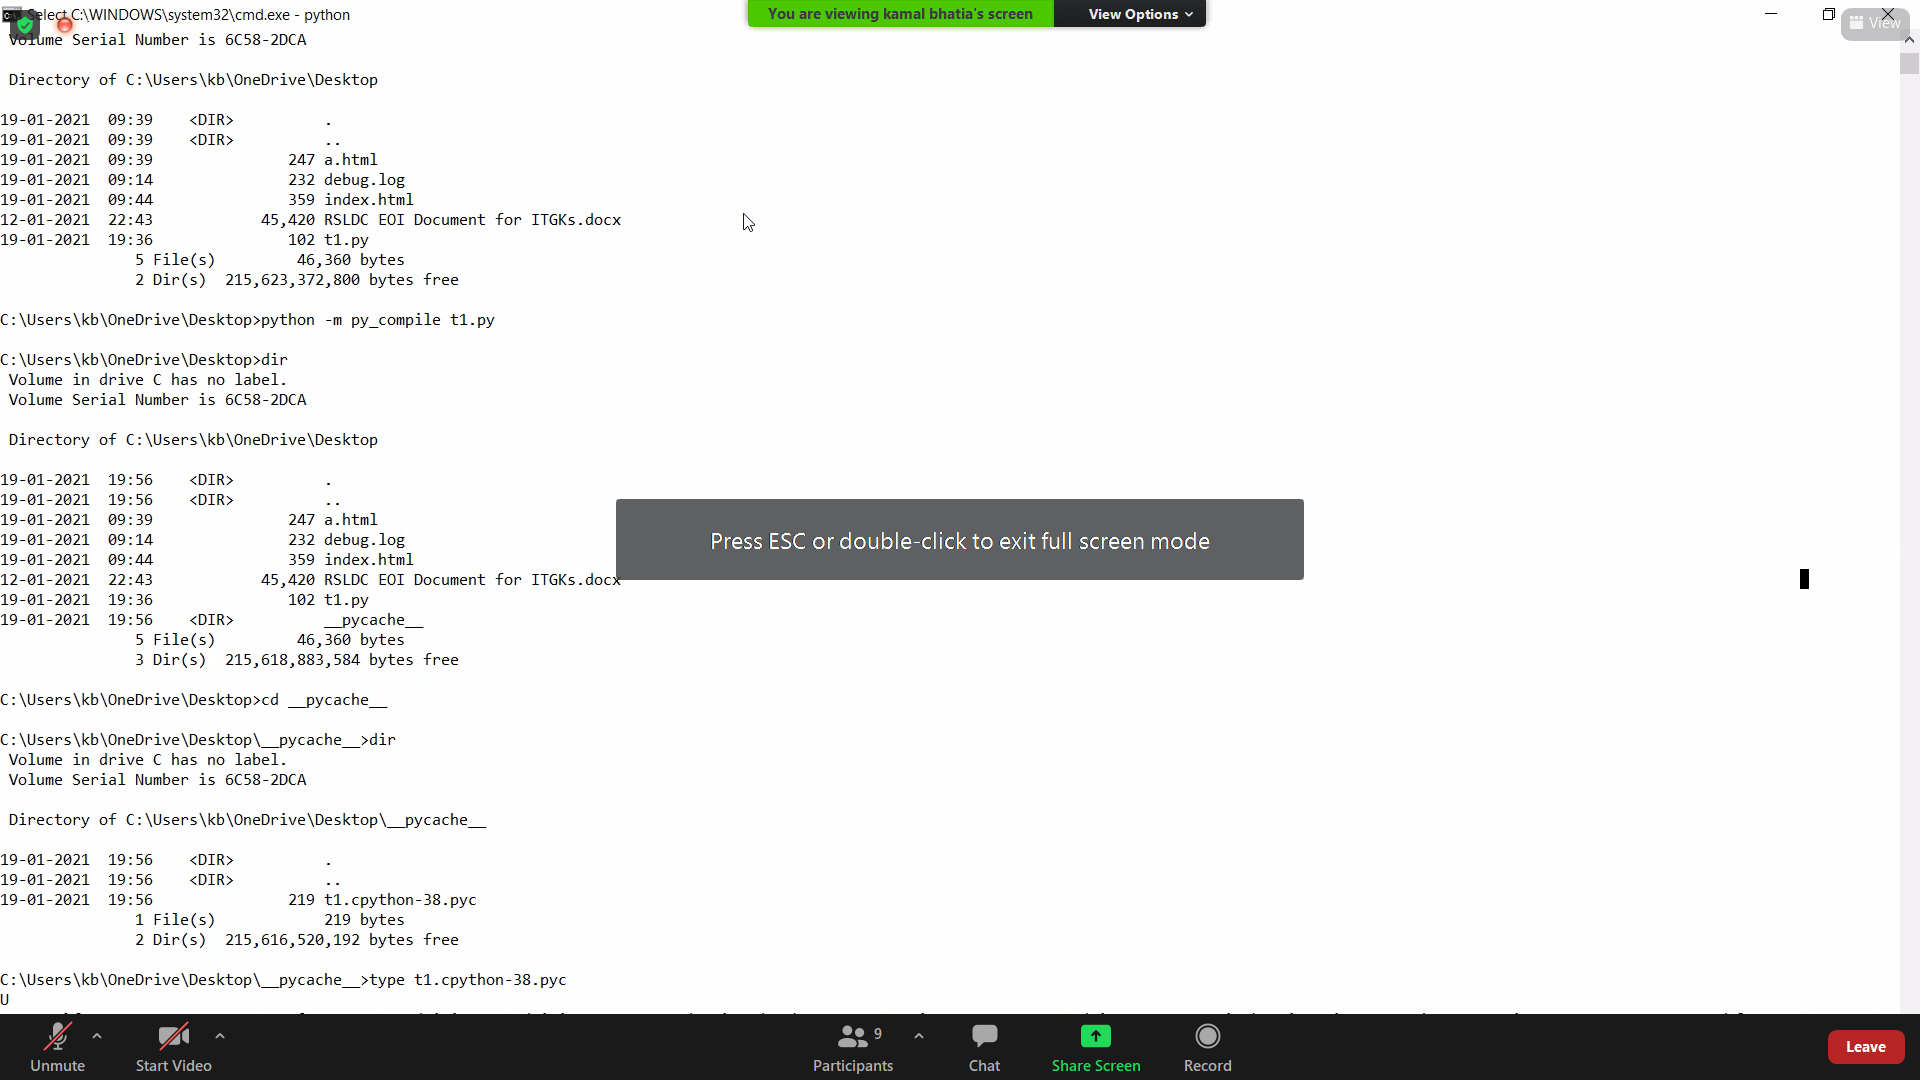 Select C:\WINDOWS\system32\cmd.exe - python
You are viewing kamal bhatia's screen
View Options
View
Volume Serial Number is 6C58-2DCA
Directory of C:\Users\kb\OneDrive\Desktop
19-01-2021  09:39    <DIR>          .
19-01-2021  09:39    <DIR>          ..
19-01-2021  09:39               247 a.html
19-01-2021  09:14               232 debug.log
19-01-2021  09:44               359 index.html
12-01-2021  22:43            45,420 RSLDC EOI Document for ITGKs.docx
19-01-2021  19:36               102 t1.py
5 File(s)         46,360 bytes
2 Dir(s)  215,623,372,800 bytes free
C:\Users\kb\OneDrive\Desktop>python -m py_compile t1.py
C:\Users\kb\OneDrive\Desktop>dir
Volume in drive C has no label.
Volume Serial Number is 6C58-2DCA
Directory of C:\Users\kb\OneDrive\Desktop
19-01-2021  19:56    <DIR>          .
19-01-2021  19:56    <DIR>          ..
19-01-2021  09:39               247 a.html
19-01-2021  09:14               232 debug.log
19-01-2021  09:44               359 index.html
12-01-2021  22:43            45,420 RSLDC EOI Document for ITGKs.docx
19-01-2021  19:36               102 t1.py
19-01-2021  19:56    <DIR>          __pycache__
5 File(s)         46,360 bytes
3 Dir(s)  215,618,883,584 bytes free
Press ESC or double-click to exit full screen mode
C:\Users\kb\OneDrive\Desktop>cd __pycache__
C:\Users\kb\OneDrive\Desktop\__pycache__>dir
Volume in drive C has no label.
Volume Serial Number is 6C58-2DCA
Directory of C:\Users\kb\OneDrive\Desktop\__pycache__
19-01-2021  19:56    <DIR>          .
19-01-2021  19:56    <DIR>          ..
19-01-2021  19:56               219 t1.cpython-38.pyc
1 File(s)            219 bytes
2 Dir(s)  215,616,520,192 bytes free
C:\Users\kb\OneDrive\Desktop\__pycache__>type t1.cpython-38.pyc
U
Unmute
Start Video
9
Participants
Chat
Share Screen
Record
Leave